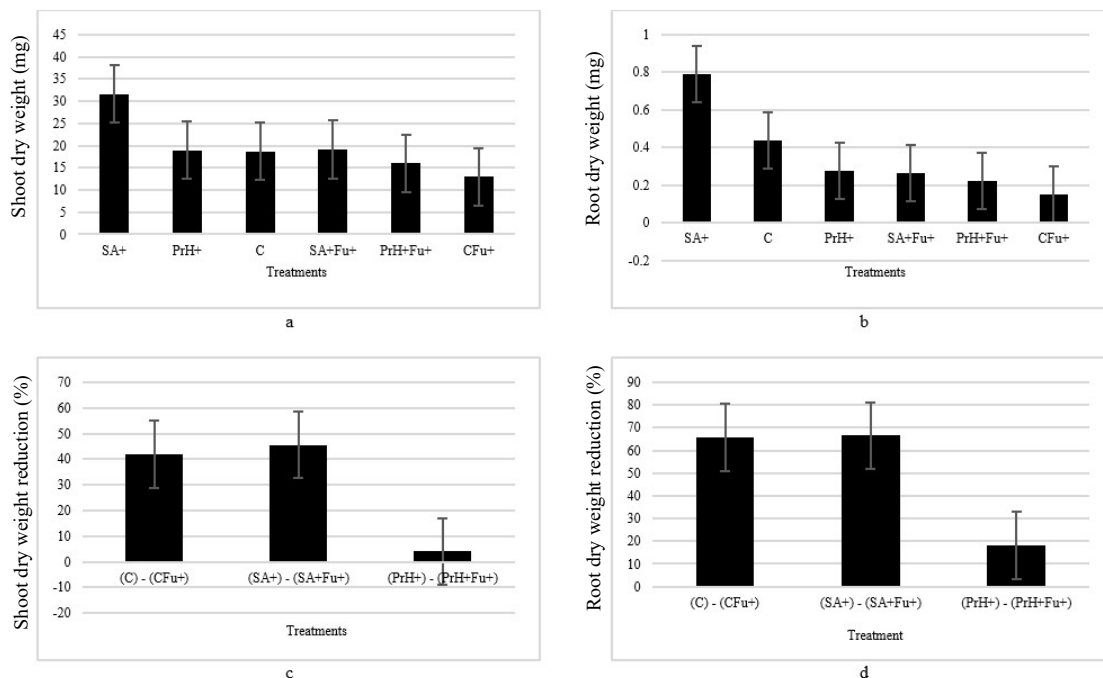 Shoot dry weight (mg)
45
40
35
30
25
20
15
10
5
0
SA+ PrH+ C SA+Fu+ PrH+Fu+ CFu+
Treatments
a
Root dry weight (mg)
1
0.8
0.6
0.4
0.2
0
-0.2
SA+ C PrH+ SA+Fu+ PrH+Fu+ CFu+
Treatments
b
Shoot dry weight reduction (%)
70
60
50
40
30
20
10
0
-10
-20
(C) - (CFu+) (SA+) - (SA+Fu+) (PrH+) - (PrH+Fu+)
Treatments
c
Root dry weight reduction (%)
90
80
70
60
50
40
30
20
10
0
(C) - (CFu+) (SA+) - (SA+Fu+) (PrH+) - (PrH+Fu+)
Treatment
d